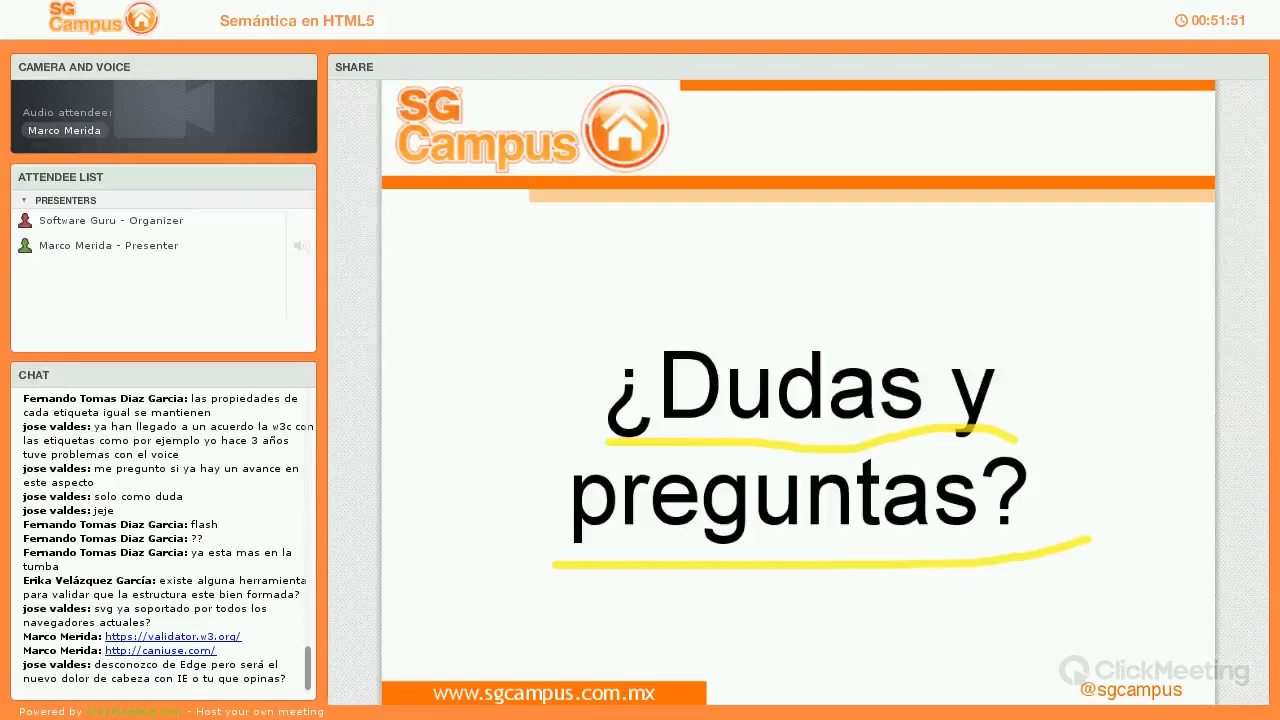 SG
Campus
Semántica en HTML5
00:51:51
CAMERA AND VOICE
Audio attendees
Marco Merida
ATTENDEE LIST
PRESENTERS
Software Guru - Organizer
Marco Merida - Presenter
CHAT
Fernando Tomas Diaz Garcia: las propiedades de
cada etiqueta igual se mantienen
jose valdes: ya han llegado a un acuerdo la w3c con
las etiquetas como por ejemplo yo hace 3 años
tuve problemas con el voice
jose valdes: me pregunto si ya hay un avance en
este aspecto
jose valdes: solo como duda
jose valdes: jeje
Fernando Tomas Diaz Garcia: flash
Fernando Tomas Diaz Garcia: ??
Fernando Tomas Diaz Garcia: ya esta mas en la
tumba
Erika Velázquez García: existe alguna herramienta
para validar que la estructura este bien formada?
jose valdes: svg ya soportado por todos los
navegadores actuales?
Marco Merida: https://validator.w3.org/
Marco Merida: http://caniuse.com/
jose valdes: desconozco de Edge pero será el
nuevo dolor de cabeza con IE o tu que opinas?
Powered by ClickMeeting.com - Host your own meeting
SHARE
SG
Campus
¿Dudas y
preguntas?
www.sgcampus.com.mx
ClickMeeting
@sgcampus